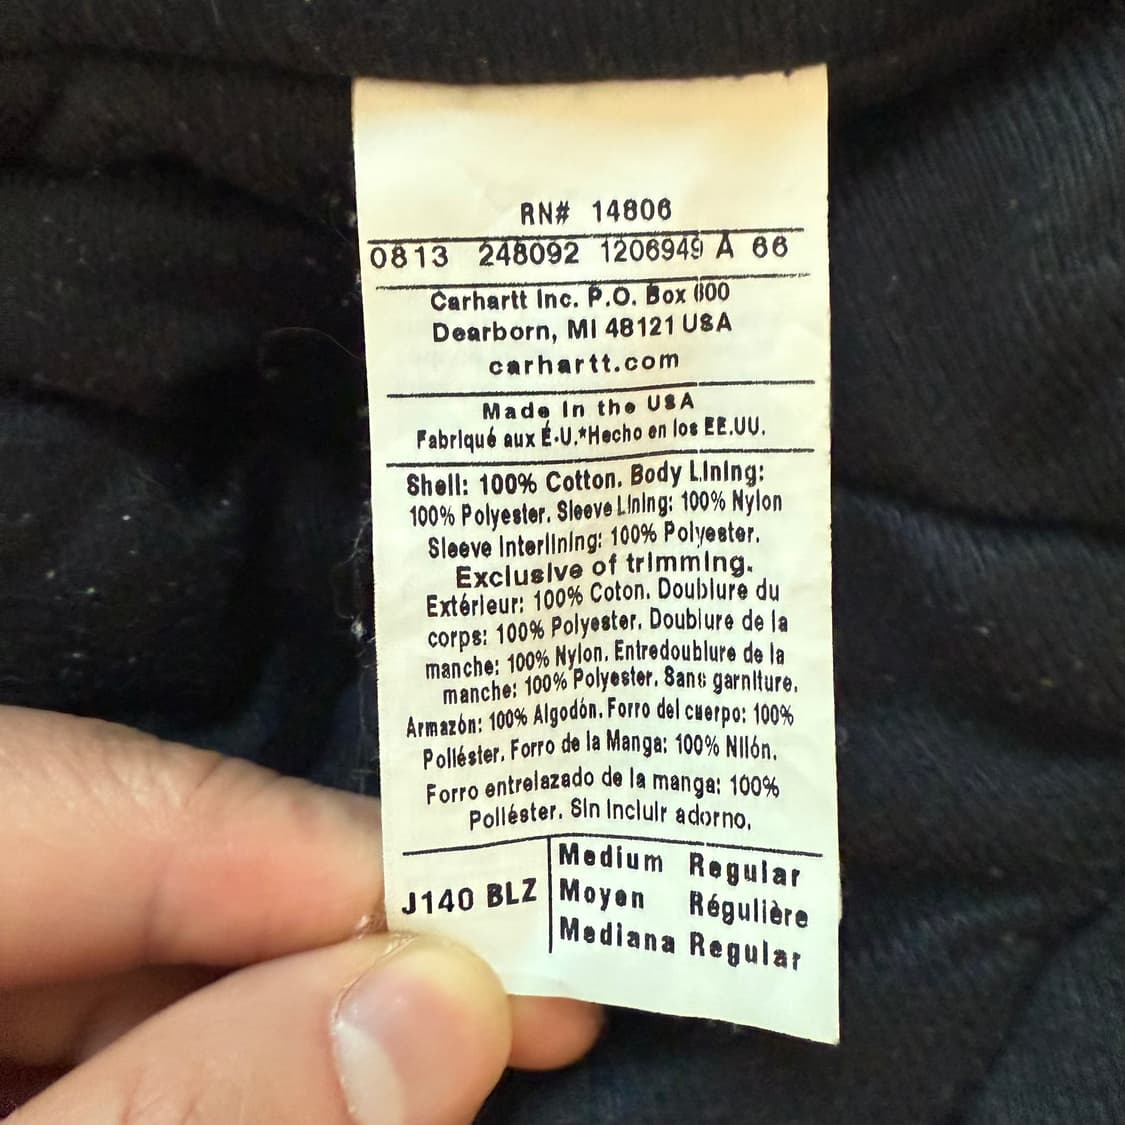 RN# 14806
0813 248092 1206949 A 66
Carhartt Inc. P.O. Box 600
Dearborn, MI 48121 USA
carhartt.com
Made in the USA
Fabriqué aux É-U.*Hecho en los EE.UU.
Shell: 100% Cotton. Body Lining:
100% Polyester. Sleeve Lining: 100% Nylon
Sleeve Interlining: 100% Polyester.
Exclusive of trimming.
Extérieur: 100% Coton. Doublure du
corps: 100% Polyester. Doublure de la
manche: 100% Nylon. Entredoublure de la
manche: 100% Polyester. Sans garniture.
Armazón: 100% Algodón. Forro del cuerpo: 100%
Poliéster. Forro de la Manga: 100% Nilón.
Forro entrelazado de la manga: 100%
Poliéster. Sin incluir adorno.
J140 BLZ
Medium Regular
Moyen Régulière
Mediana Regular